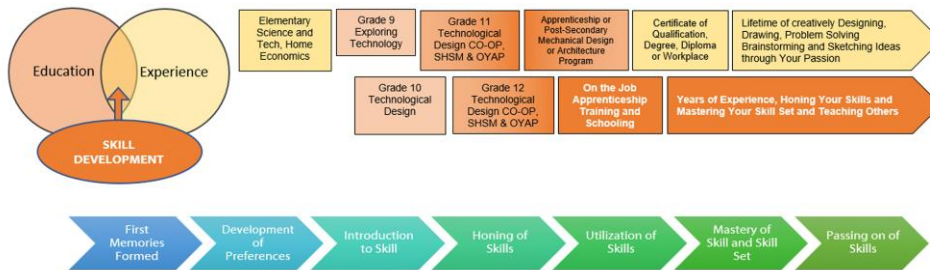 Education
Experience
SKILL
DEVELOPMENT
Elementary
Science and
Tech, Home
Economics
Grade 9
Exploring
Technology
Grade 11
Technological
Design CO-OP,
SHSM & OYAP
Apprenticeship or
Post-Secondary
Mechanical Design
or Architecture
Program
Certificate of
Qualification,
Degree, Diploma
or Workplace
Lifetime of creatively Designing,
Drawing, Problem Solving
Brainstorming and Sketching Ideas
through Your Passion
Grade 10
Technological
Design
Grade 12
Technological
Design CO-OP,
SHSM & OYAP
On the Job
Apprenticeship
Training and
Schooling
Years of Experience, Honing Your Skills and
Mastering Your Skill Set and Teaching Others
First
Memories
Formed
Development
of
Preferences
Introduction
to Skill
Honing of
Skills
Utilization of
Skills
Mastery of
Skill and Skill
Set
Passing on of
Skills